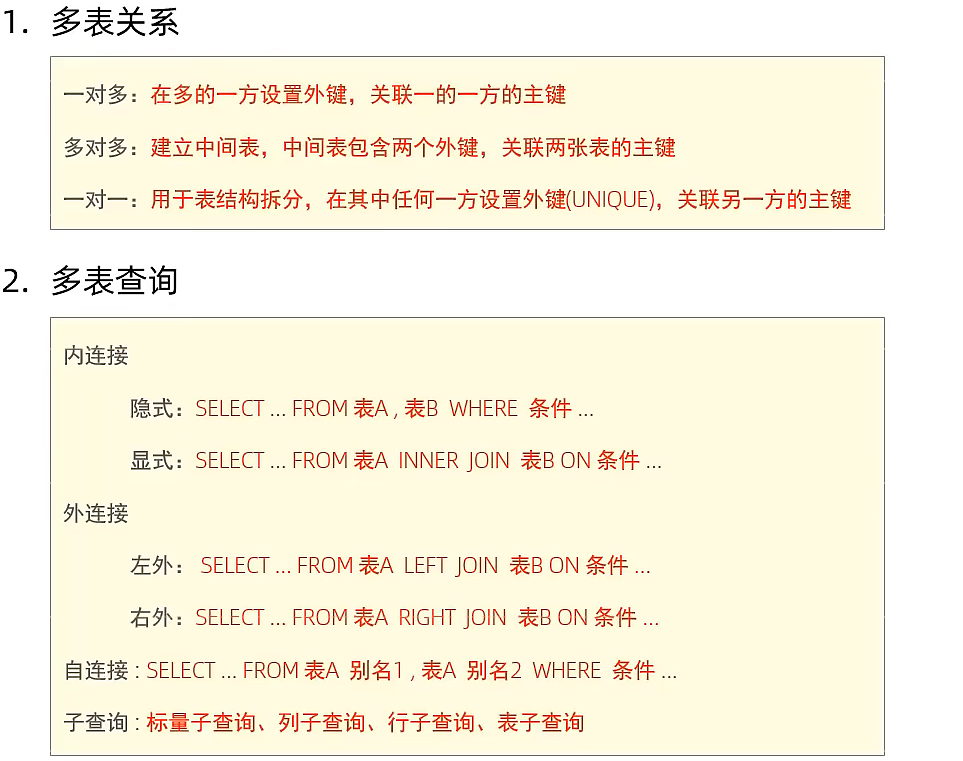 1. 多表关系
一对多：在多的一方设置外键，关联一的一方的主键
多对多：建立中间表，中间表包含两个外键，关联两张表的主键
一对一：用于表结构拆分，在其中任何一方设置外键(UNIQUE)，关联另一方的主键
2. 多表查询
内连接
隐式：SELECT ... FROM 表A , 表B WHERE 条件 ...
显式：SELECT ... FROM 表A INNER JOIN 表B ON 条件 ...
外连接
左外： SELECT ... FROM 表A LEFT JOIN 表B ON 条件 ...
右外：SELECT ... FROM 表A RIGHT JOIN 表B ON 条件 ...
自连接 : SELECT ... FROM 表A 别名1 , 表A 别名2 WHERE 条件 ...
子查询 : 标量子查询、列子查询、行子查询、表子查询